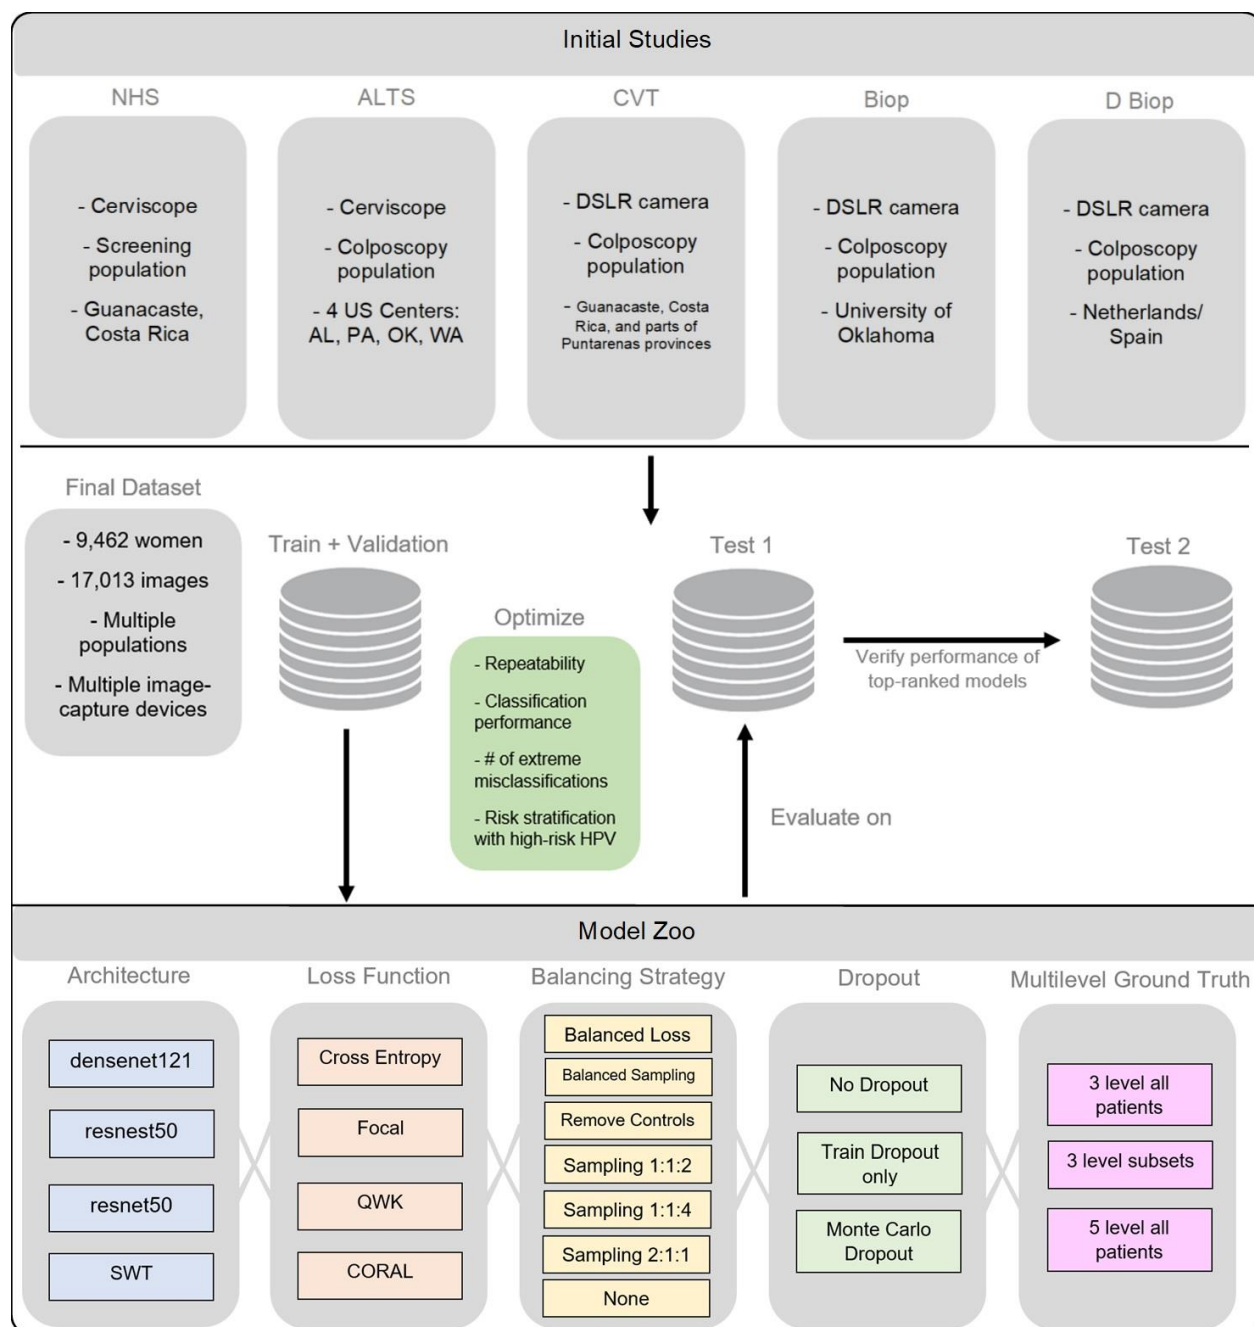 Initial Studies
NHS
ALTS
CVT
Biop
D Biop
- Cerviscope
- Screening
population
- Guanacaste,
Costa Rica
- Cerviscope
- Colposcopy
population
- 4 US Centers:
AL, PA, OK, WA
- DSLR camera
- Colposcopy
population
- Guanacaste, Costa
Rica, and parts of
Puntarenas provinces
- DSLR camera
- Colposcopy
population
- University of
Oklahoma
- DSLR camera
- Colposcopy
population
- Netherlands/
Spain
Final Dataset
- 9,462 women
- 17,013 images
- Multiple
populations
- Multiple image-
capture devices
Train + Validation
Optimize
- Repeatability
- Classification
performance
- # of extreme
misclassifications
- Risk stratification
with high-risk HPV
Test 1
Evaluate on
Verify performance of
top-ranked models
Test 2
Model Zoo
Architecture
densenet121
resnest50
resnet50
SWT
Loss Function
Cross Entropy
Focal
QWK
CORAL
Balancing Strategy
Balanced Loss
Balanced Sampling
Remove Controls
Sampling 1:1:2
Sampling 1:1:4
Sampling 2:1:1
None
Dropout
No Dropout
Train Dropout
only
Monte Carlo
Dropout
Multilevel Ground Truth
3 level all
patients
3 level subsets
5 level all
patients